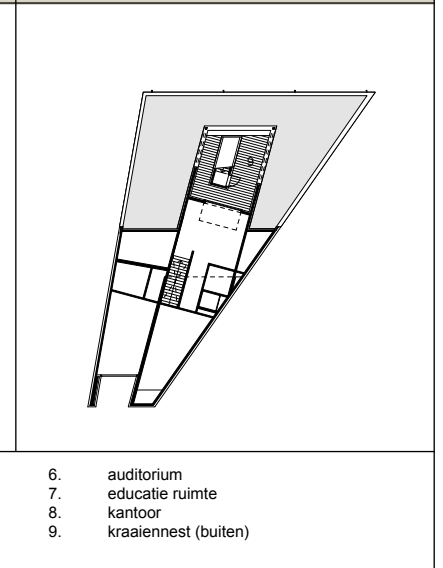 6. auditorium
7. educatie ruimte
8. kantoor
9. kraaiennest (buiten)